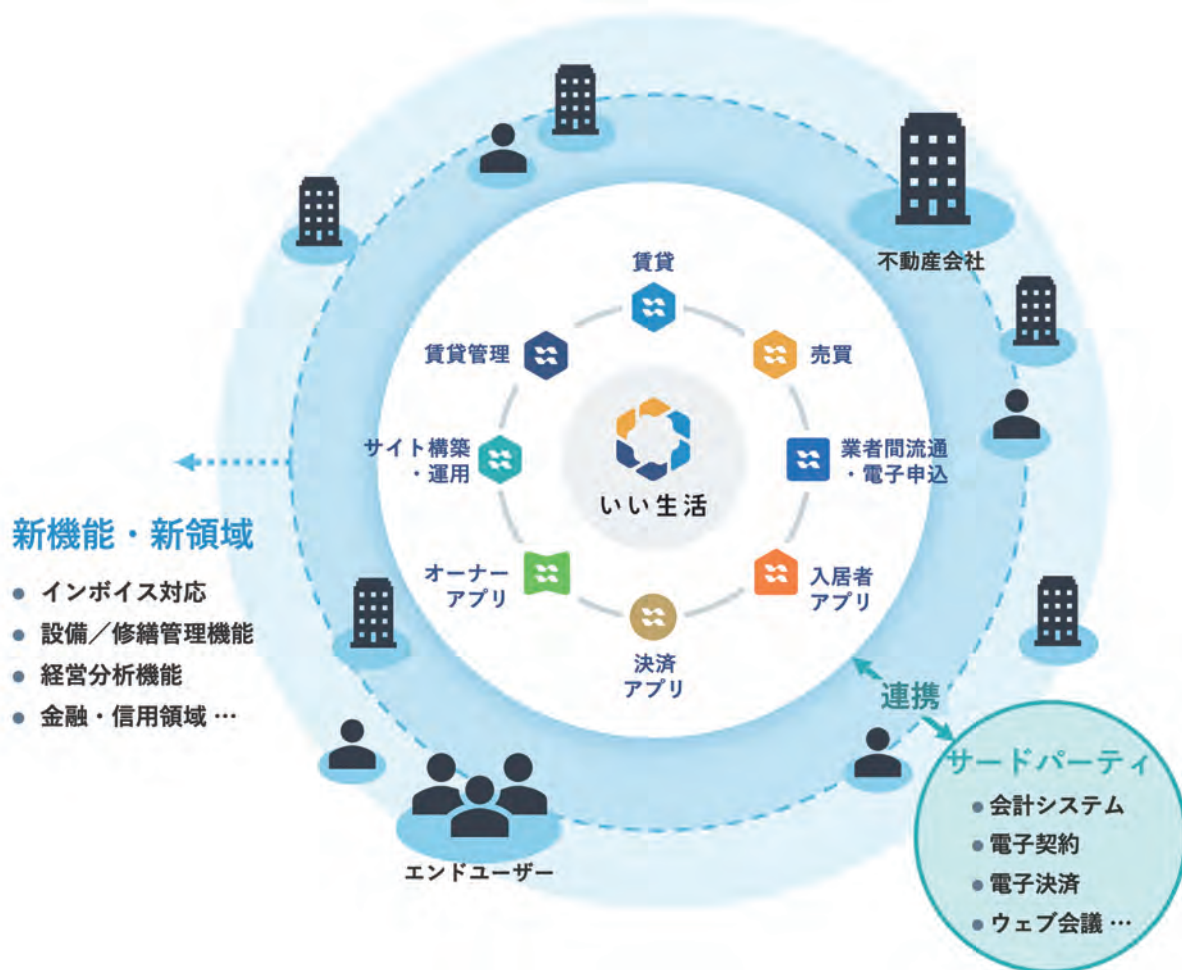 不動産会社
賃貸
賃貸管理
売買
サイト構築
・運用
業者間流通
・電子申込
いい生活
オーナー
アプリ
入居者
アプリ
決済
アプリ
新機能・新領域
● インボイス対応
● 設備／修繕管理機能
● 経営分析機能
● 金融・信用領域 …
連携
サードパーティ
● 会計システム
● 電子契約
● 電子決済
● ウェブ会議 …
エンドユーザー